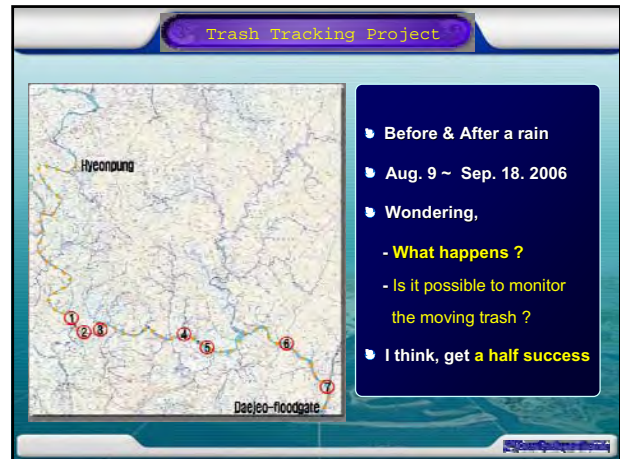 Trash Tracking Project
Hyeonpung
① ② ③ ④ ⑤ ⑥ ⑦
Daejeo-floodgate
Before & After a rain
Aug. 9 ~ Sep. 18. 2006
Wondering,
- What happens ?
- Is it possible to monitor
the moving trash ?
I think, get a half success